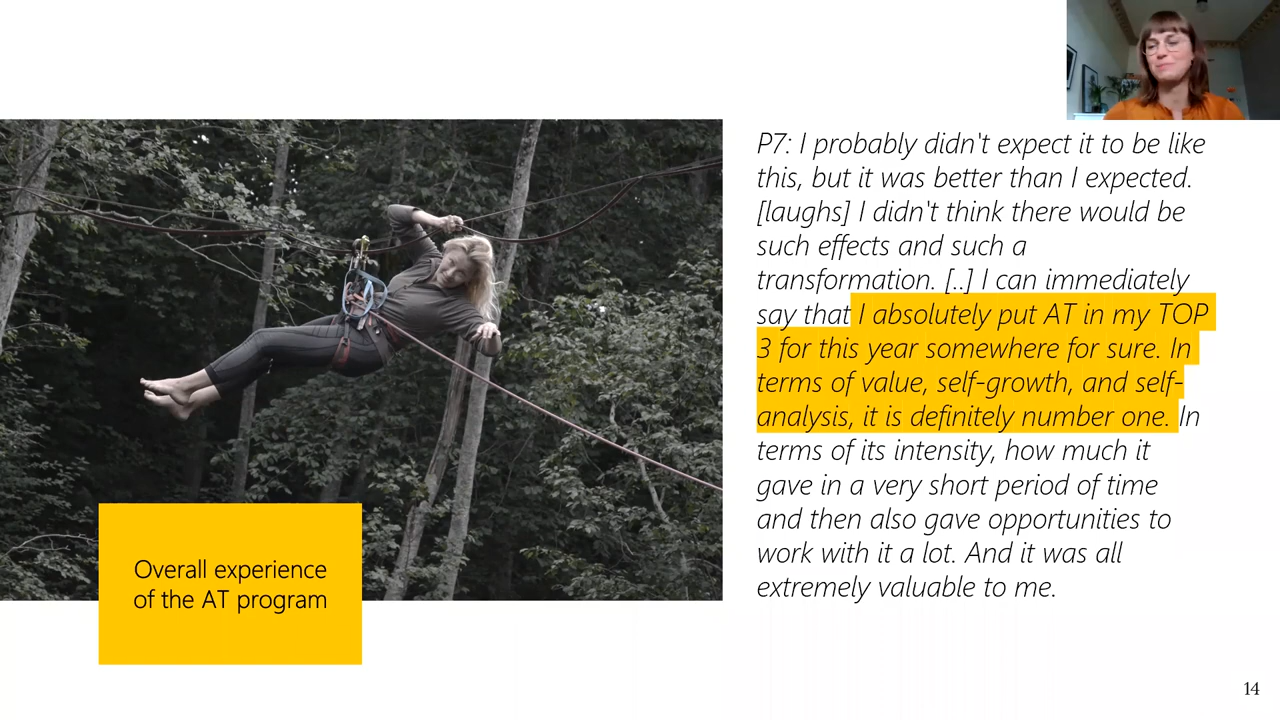 P7: I probably didn't expect it to be like
this, but it was better than I expected.
[laughs] I didn't think there would be
such effects and such a
transformation. [..] I can immediately
say that I absolutely put AT in my TOP
3 for this year somewhere for sure. In
terms of value, self-growth, and self-
analysis, it is definitely number one. In
terms of its intensity, how much it
gave in a very short period of time
and then also gave opportunities to
work with it a lot. And it was all
extremely valuable to me.
Overall experience
of the AT program
14